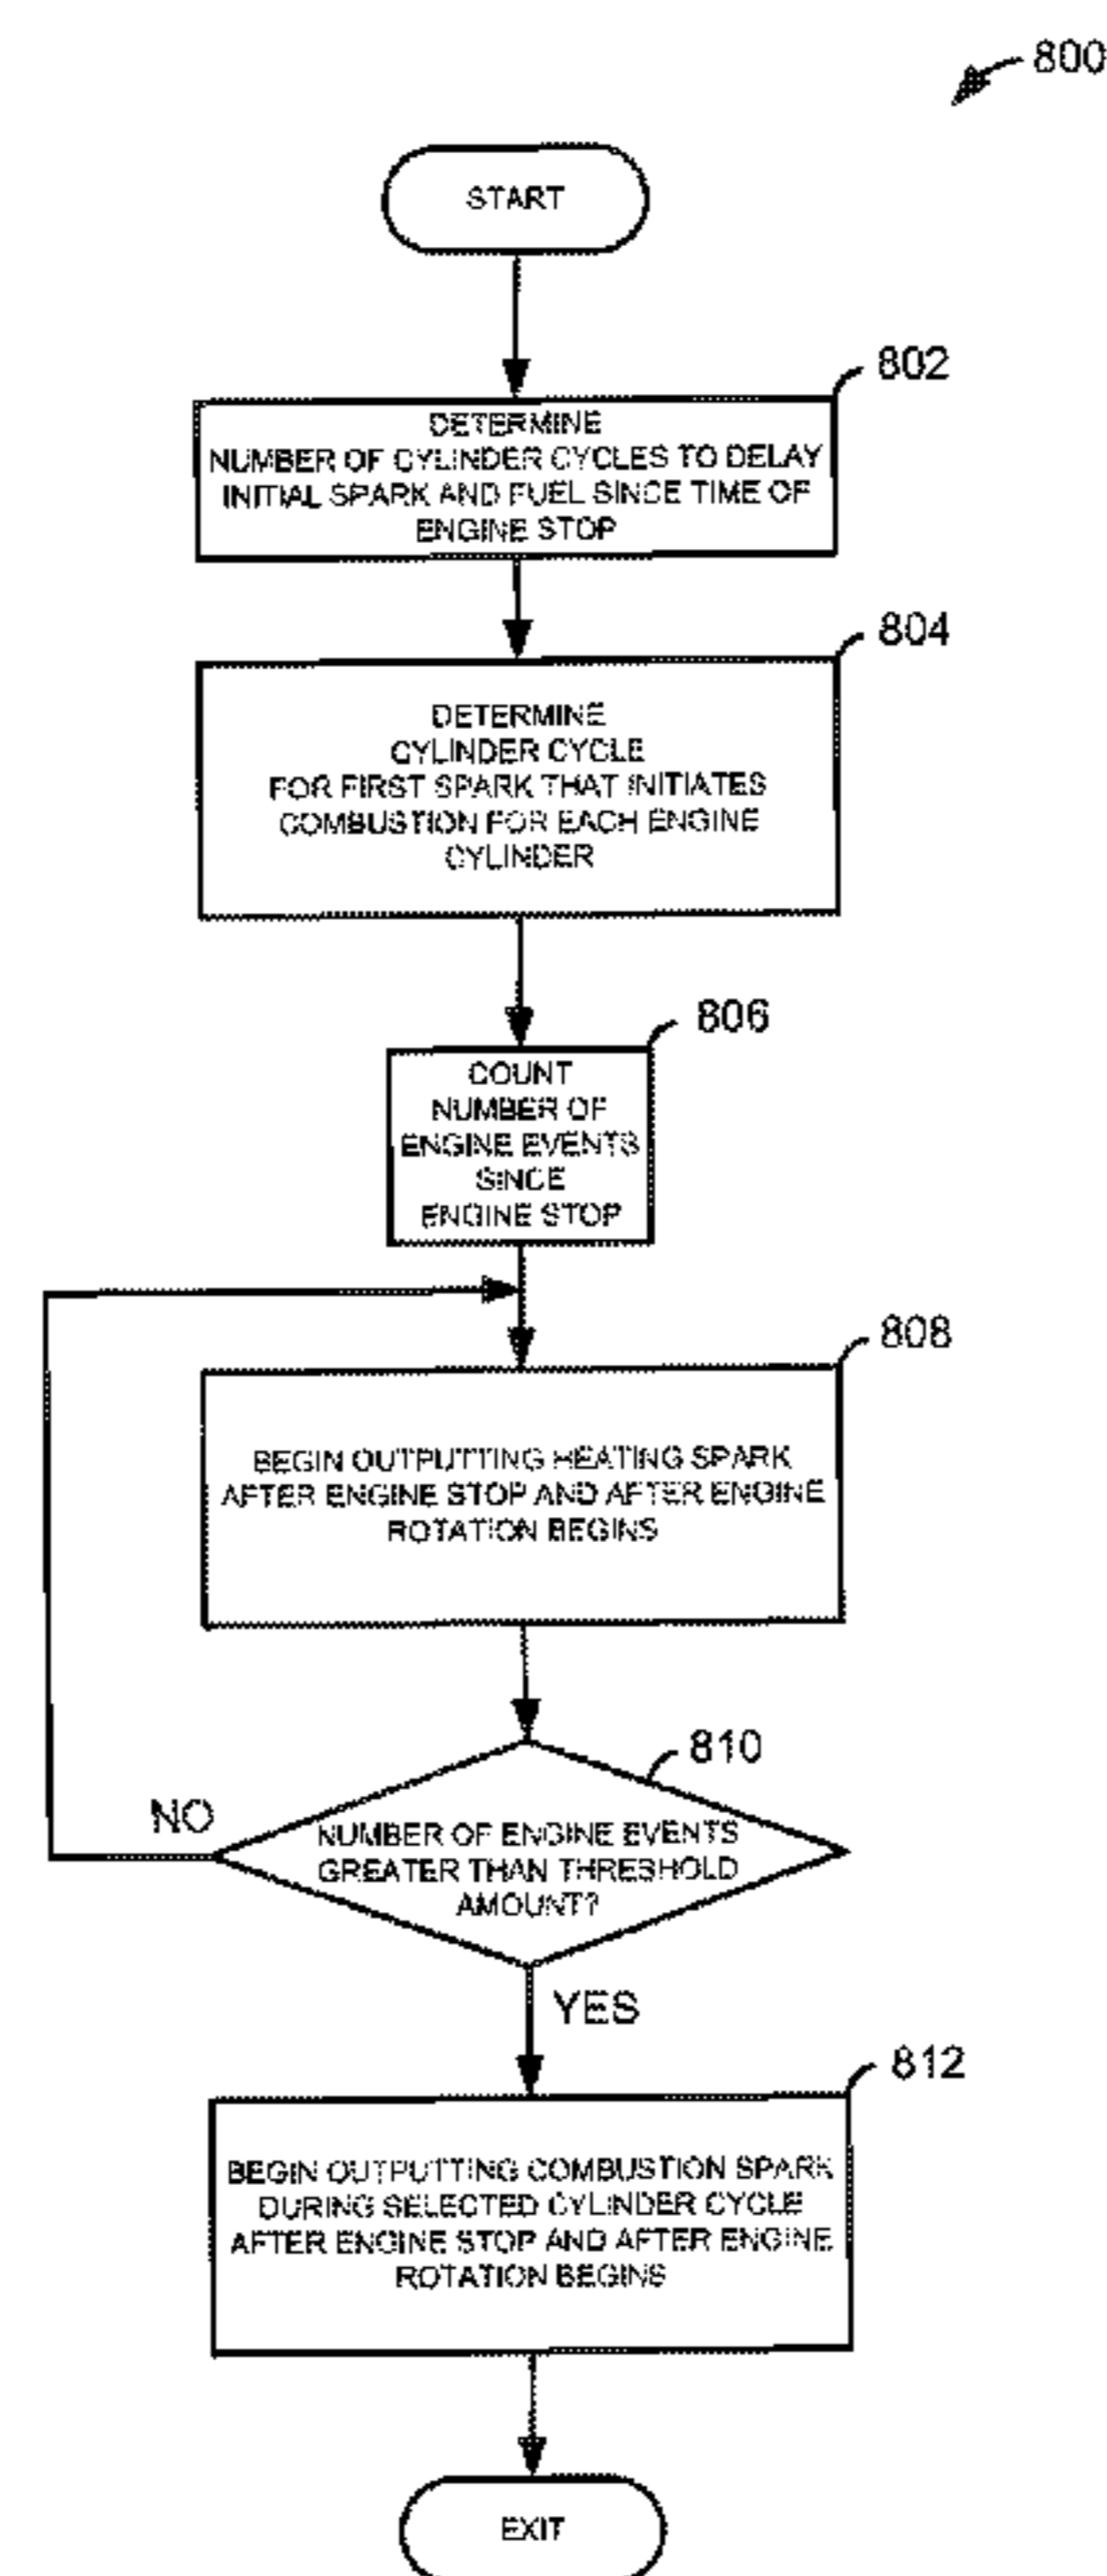 800
START
802
DETERMINE
NUMBER OF CYLINDER CYCLES TO DELAY
INITIAL SPARK AND FUEL SINCE TIME OF
ENGINE STOP
804
DETERMINE
CYLINDER CYCLE
FOR FIRST SPARK THAT INITIATES
COMBUSTION FOR EACH ENGINE
CYLINDER
806
COUNT
NUMBER OF
ENGINE EVENTS
SINCE
ENGINE STOP
808
BEGIN OUTPUTTING HEATING SPARK
AFTER ENGINE STOP AND AFTER ENGINE
ROTATION BEGINS
810
NO
NUMBER OF ENGINE EVENTS
GREATER THAN THRESHOLD
AMOUNT?
YES
812
BEGIN OUTPUTTING COMBUSTION SPARK
DURING SELECTED CYLINDER CYCLE
AFTER ENGINE STOP AND AFTER ENGINE
ROTATION BEGINS
EXIT